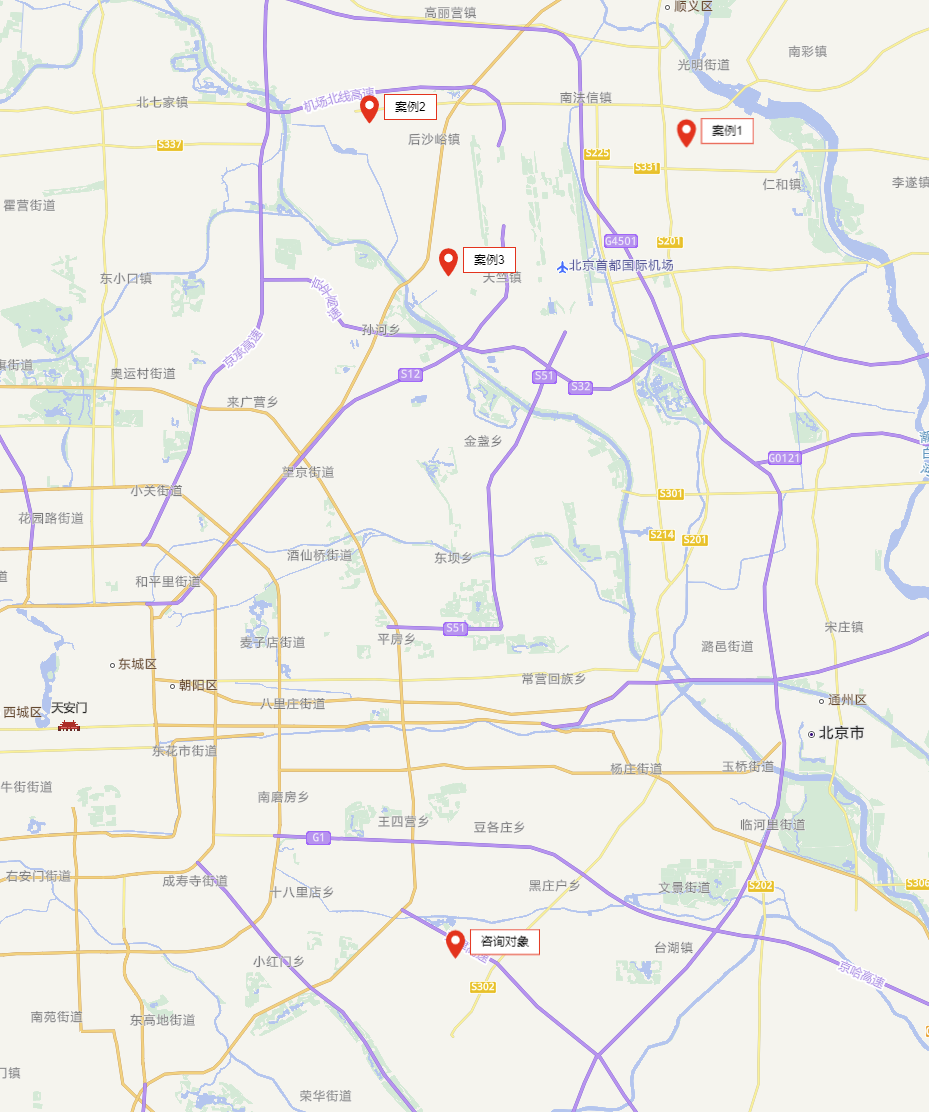 高丽营镇
顺义区
南彩镇
光明街道
北七家镇
机场北线高速
案例2
南法信镇
后沙峪镇
案例1
S337
S225
S331
仁和镇
李遂镇
霍营街道
G4501
S201
案例3
北京首都国际机场
天竺镇
东小口镇
京平高速
孙河乡
京承高速
奥运村街道
S12
S51
S32
来广营乡
金盏乡
G0121
望京街道
小关街道
S301
花园路街道
S214
S201
酒仙桥街道
东坝乡
和平里街道
S51
平房乡
宋庄镇
麦子店街道
潞邑街道
东城区
朝阳区
常营回族乡
通州区
西城区
天安门
八里庄街道
北京市
东花市街道
杨庄街道
玉桥街道
牛街街道
南磨房乡
王四营乡
豆各庄乡
临河里街道
G1
右安门街道
成寿寺街道
十八里店乡
黑庄户乡
文景街道
S202
S306
咨询对象
台湖镇
小红门乡
京哈高速
S302
南苑街道
东高地街道
荣华街道